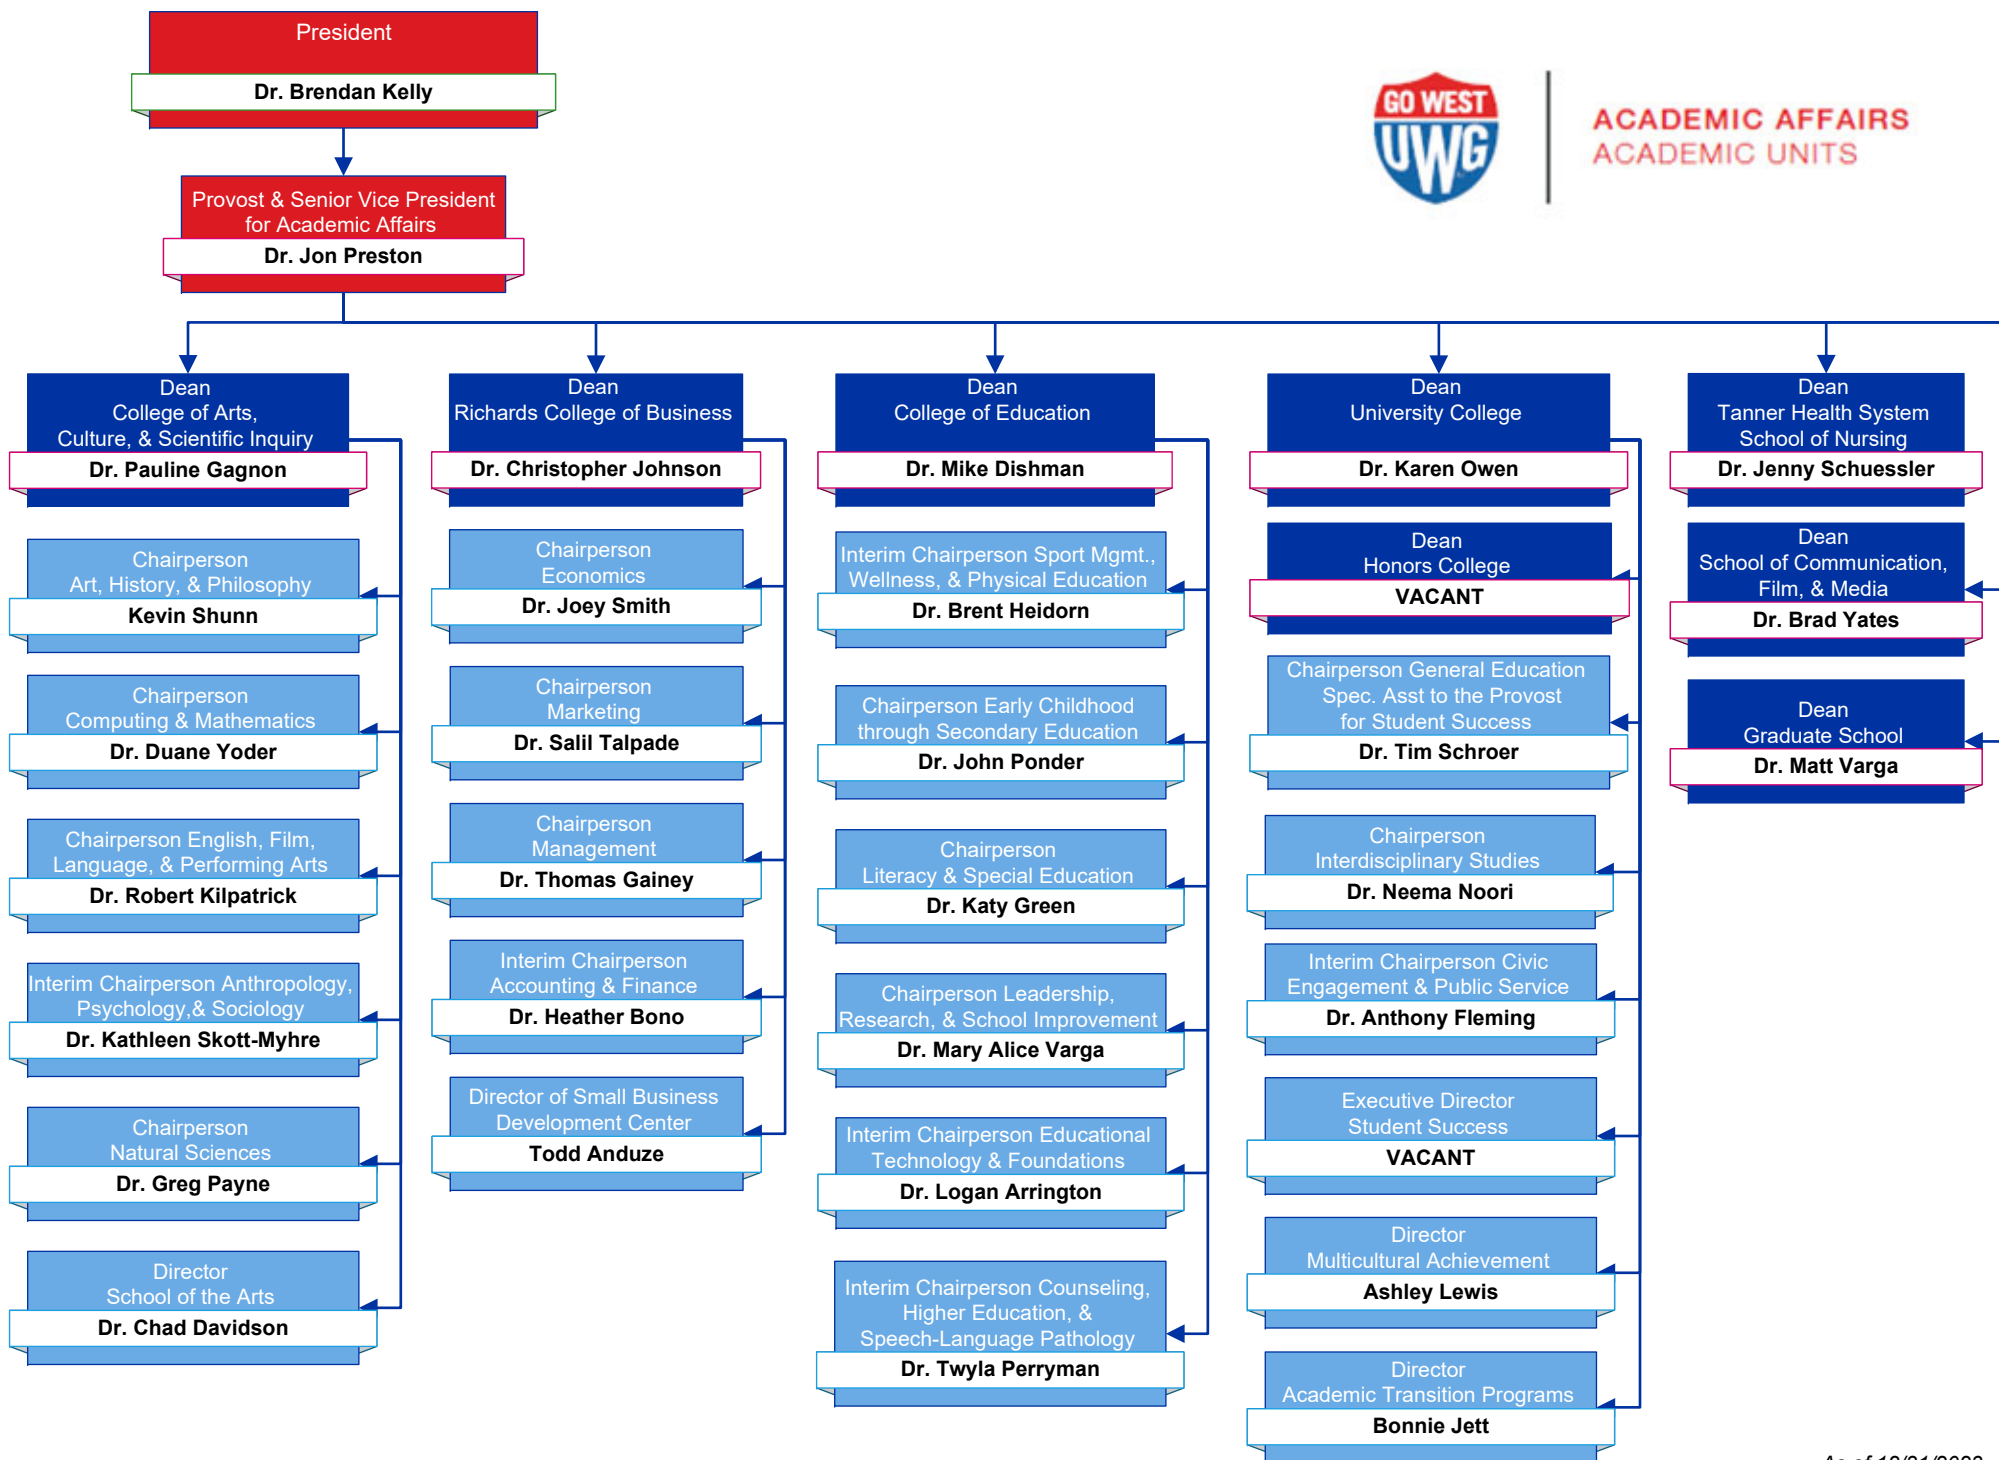 President
Dr. Brendan Kelly
GO WEST
UWG
ACADEMIC AFFAIRS
ACADEMIC UNITS
Provost & Senior Vice President
for Academic Affairs
Dr. Jon Preston
Dean
College of Arts,
Culture, & Scientific Inquiry
Dr. Pauline Gagnon
Chairperson
Art, History, & Philosophy
Kevin Shunn
Chairperson
Computing & Mathematics
Dr. Duane Yoder
Chairperson English, Film,
Language, & Performing Arts
Dr. Robert Kilpatrick
Interim Chairperson Anthropology,
Psychology,& Sociology
Dr. Kathleen Skott-Myhre
Chairperson
Natural Sciences
Dr. Greg Payne
Director
School of the Arts
Dr. Chad Davidson
Dean
Richards College of Business
Dr. Christopher Johnson
Chairperson
Economics
Dr. Joey Smith
Chairperson
Marketing
Dr. Salil Talpade
Chairperson
Management
Dr. Thomas Gainey
Interim Chairperson
Accounting & Finance
Dr. Heather Bono
Director of Small Business
Development Center
Todd Anduze
Dean
College of Education
Dr. Mike Dishman
Interim Chairperson Sport Mgmt.,
Wellness, & Physical Education
Dr. Brent Heidorn
Chairperson Early Childhood
through Secondary Education
Dr. John Ponder
Chairperson
Literacy & Special Education
Dr. Katy Green
Chairperson Leadership,
Research, & School Improvement
Dr. Mary Alice Varga
Interim Chairperson Educational
Technology & Foundations
Dr. Logan Arrington
Interim Chairperson Counseling,
Higher Education, &
Speech-Language Pathology
Dr. Twyla Perryman
Dean
University College
Dr. Karen Owen
Dean
Honors College
VACANT
Chairperson General Education
Spec. Asst to the Provost
for Student Success
Dr. Tim Schroer
Chairperson
Interdisciplinary Studies
Dr. Neema Noori
Interim Chairperson Civic
Engagement & Public Service
Dr. Anthony Fleming
Executive Director
Student Success
VACANT
Director
Multicultural Achievement
Ashley Lewis
Director
Academic Transition Programs
Bonnie Jett
Dean
Tanner Health System
School of Nursing
Dr. Jenny Schuessler
Dean
School of Communication,
Film, & Media
Dr. Brad Yates
Dean
Graduate School
Dr. Matt Varga
As of